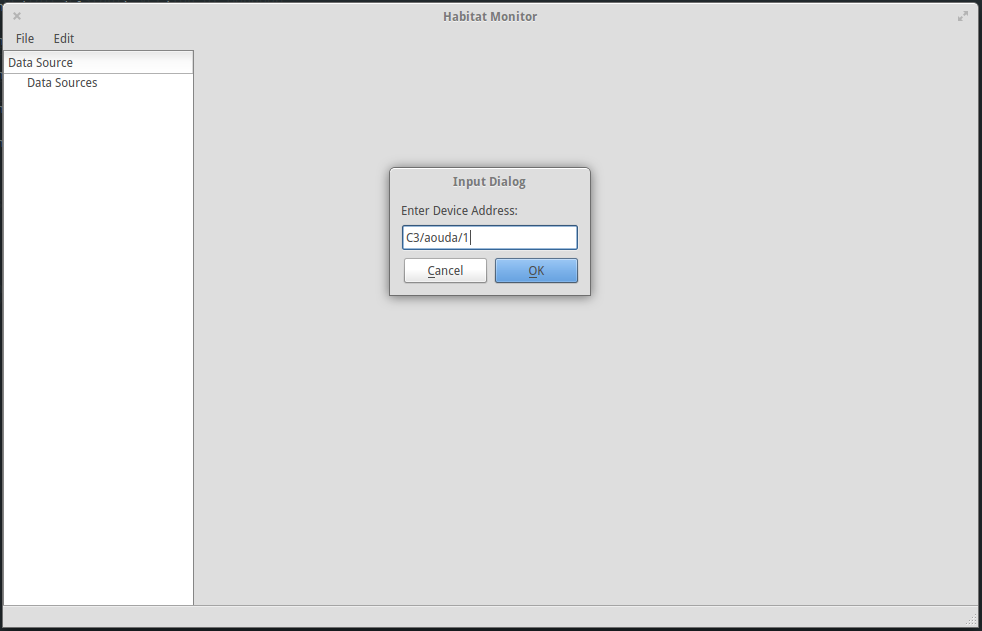 Habitat Monitor
File Edit
Data Source
Data Sources
Input Dialog
Enter Device Address:
C3/aouda/1
Cancel OK